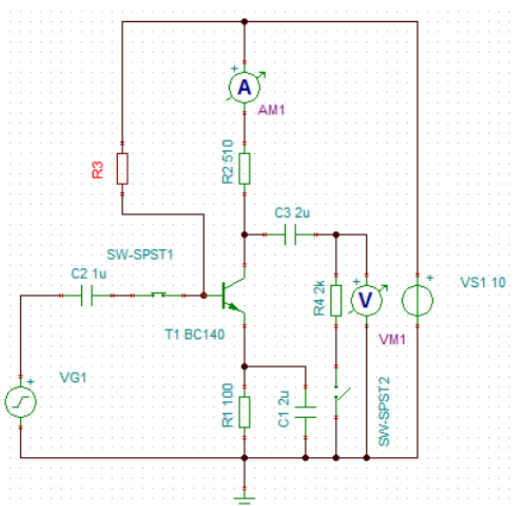 +
A
AM1
R3
R2 510
C3 2u
SW-SPST1
C2 1u
+
V
R4 2k
+
VS1 10
T1 BC140
VM1
VG1
+
R1 100
C1 2u
SW-SPST2